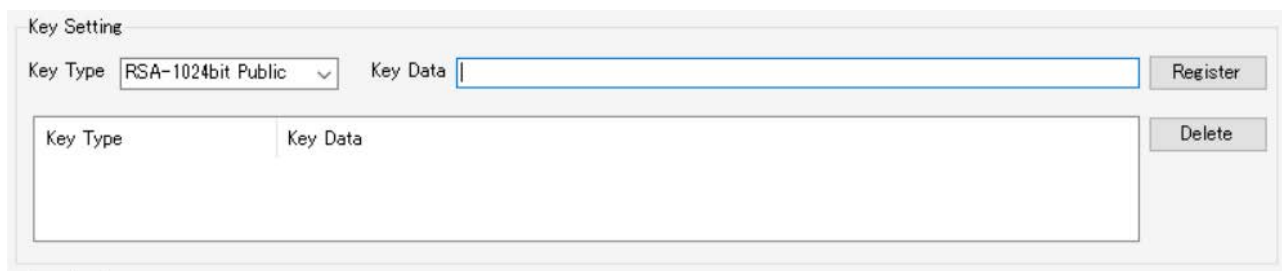 Key Setting
Key Type RSA-1024bit Public Key Data Register
Key Type Key Data Delete